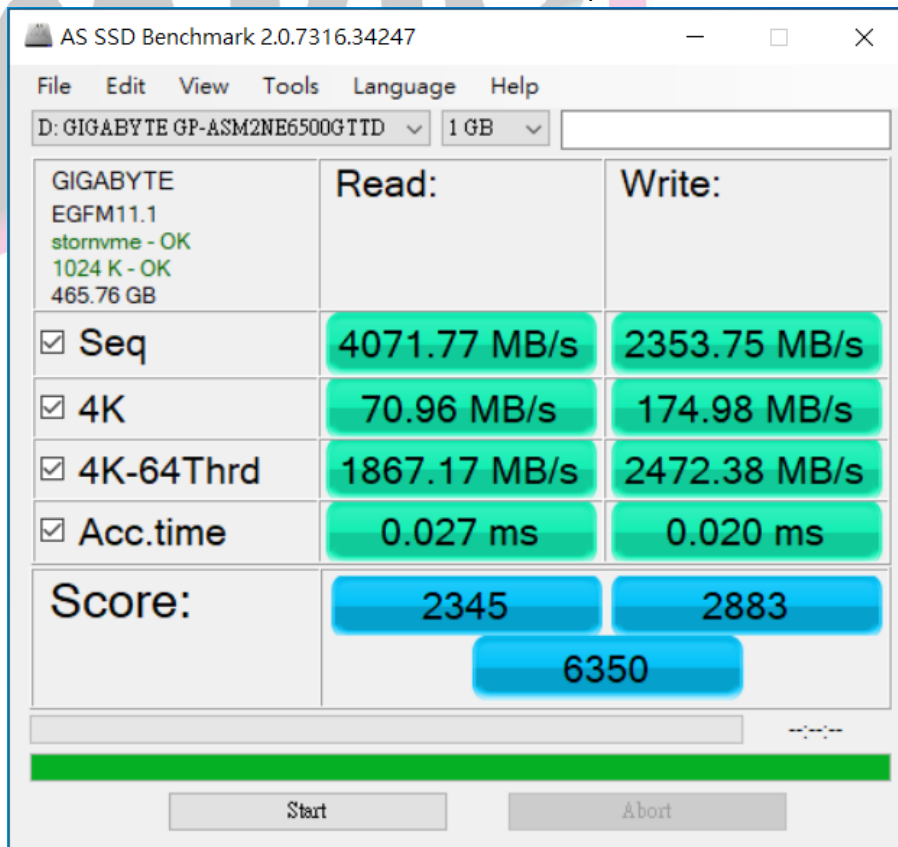 AS SSD Benchmark 2.0.7316.34247
File Edit View Tools Language Help
D: GIGABYTE GP-ASM2NE6500GTTD 1 GB
GIGABYTE
EGFM11.1
stornvme - OK
1024 K - OK
465.76 GB
Read: Write:
Seq 4071.77 MB/s 2353.75 MB/s
4K 70.96 MB/s 174.98 MB/s
4K-64Thrd 1867.17 MB/s 2472.38 MB/s
Acc.time 0.027 ms 0.020 ms
Score: 2345 2883
6350
--:--:--
Start Abort